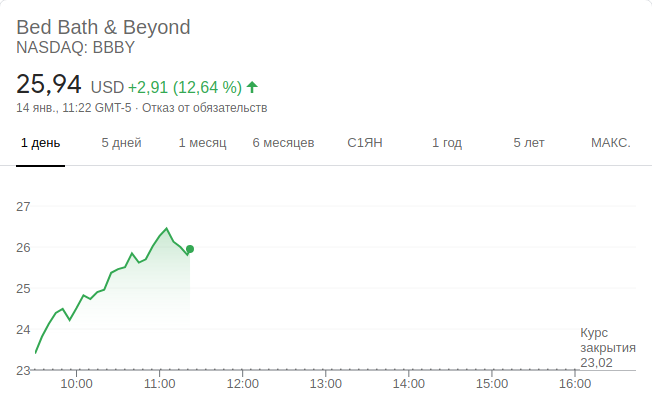 Bed Bath & Beyond
NASDAQ: BBBY
25,94 USD +2,91 (12,64 %)
14 янв., 11:22 GMT-5 · Отказ от обязательств
1 день 5 дней 1 месяц 6 месяцев С1ЯН 1 год 5 лет МАКС.
27
26
25
24
23
Курс
закрытия
23,02
10:00 11:00 12:00 13:00 14:00 15:00 16:00